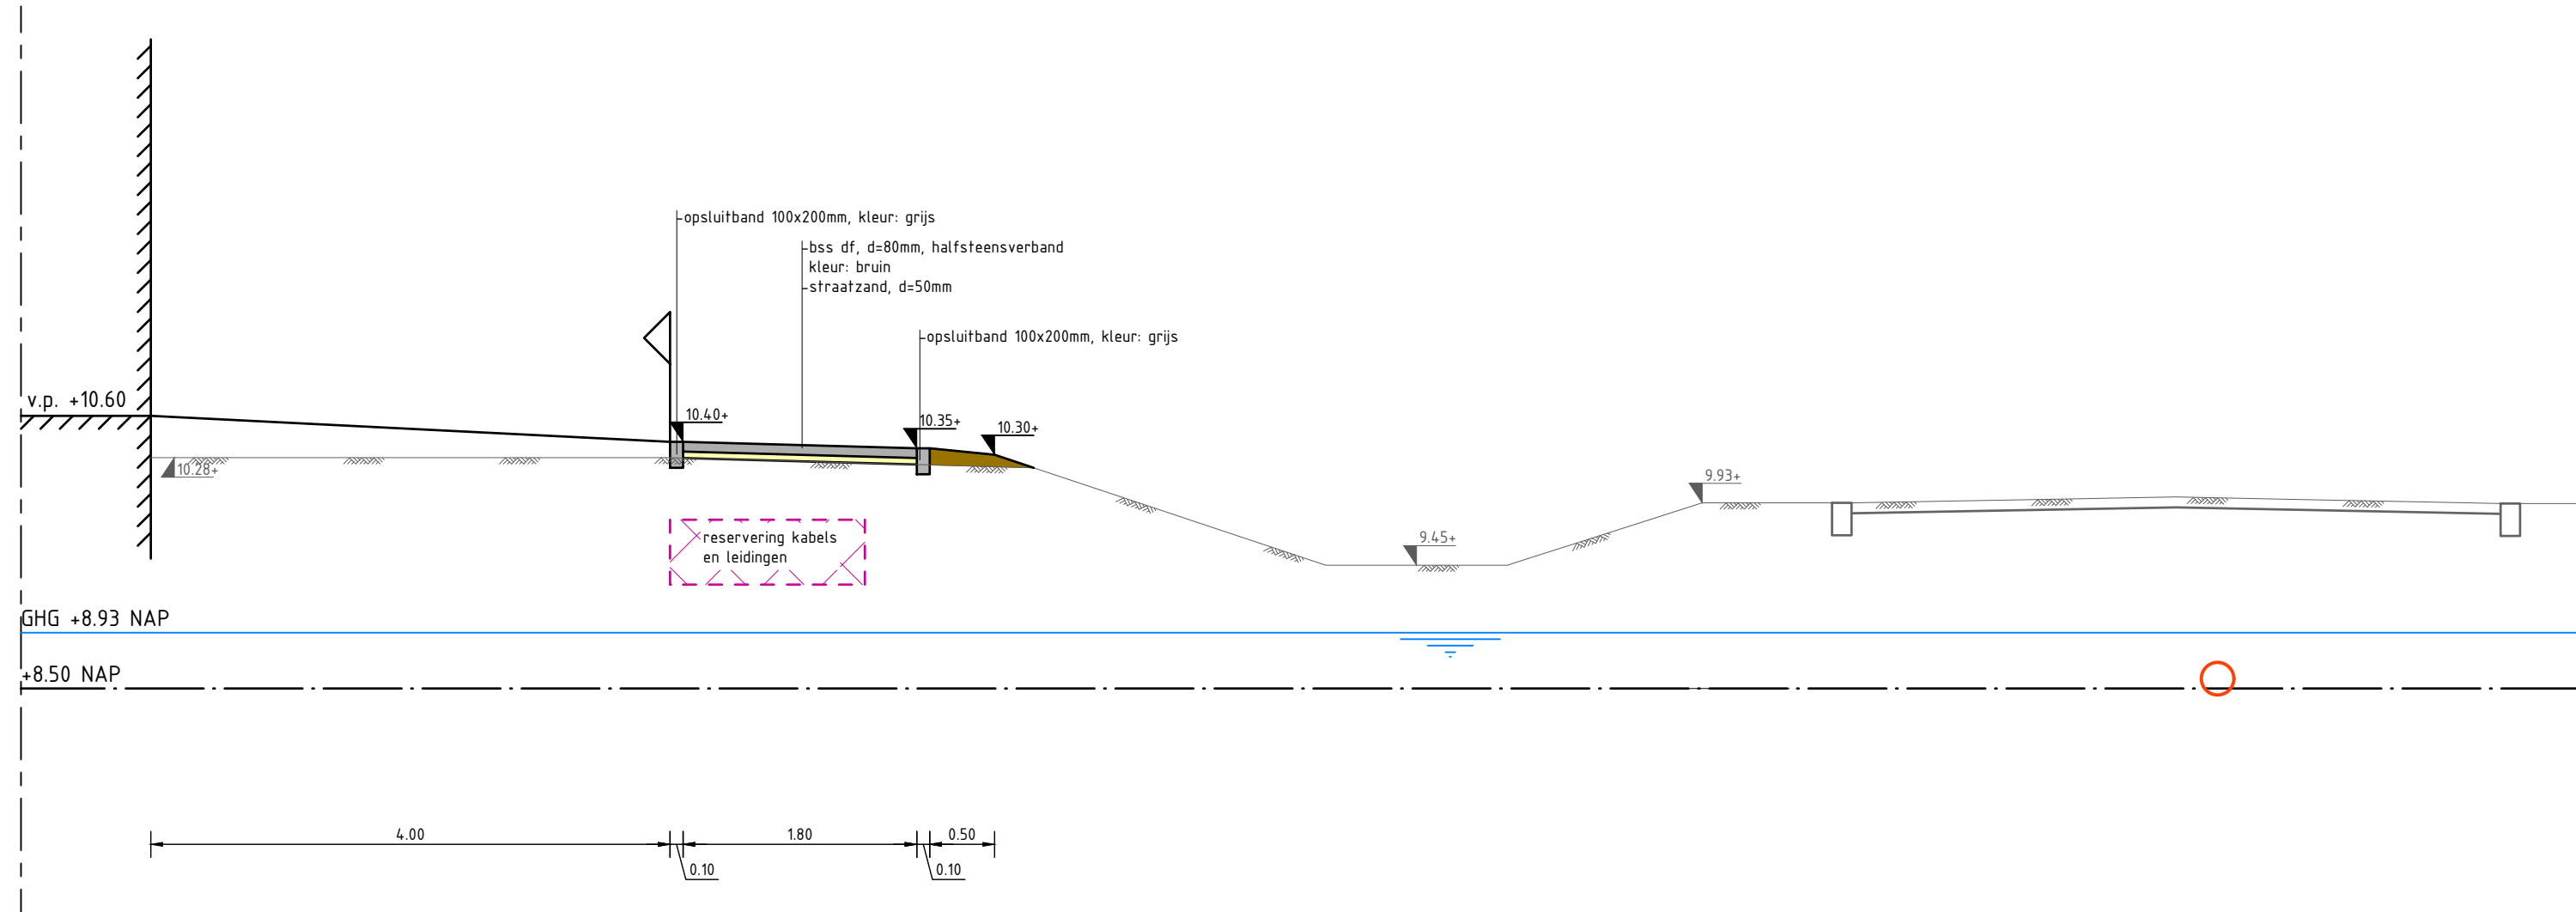 opsluitband 100x200mm, kleur: grijs
bss df, d=80mm, halfsteensverband
kleur: bruin
straatzand, d=50mm
opsluitband 100x200mm, kleur: grijs
v.p. +10.60
10.40+
10.35+
10.30+
10.28+
9.93+
reservering kabels
en leidingen
9.45+
GHG +8.93 NAP
+8.50 NAP
4.00
1.80
0.50
0.10
0.10